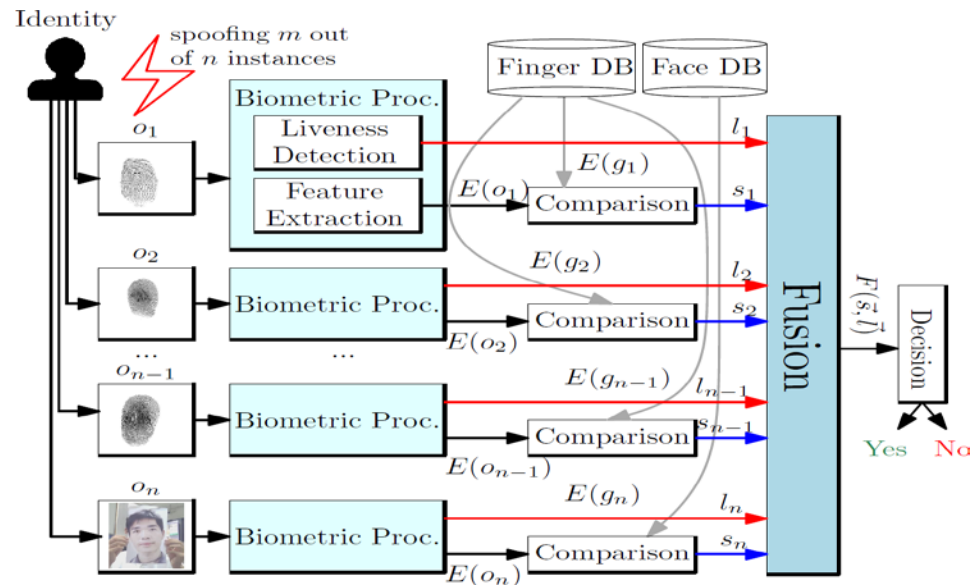 Identity
spoofing m out
of n instances
Finger DB
Face DB
Biometric Proc.
o₁
Liveness
Detection
l₁
E(g₁)
Feature
Extraction
E(o₁)
Comparison
s₁
o₂
E(g₂)
l₂
Biometric Proc.
Comparison
s₂
E(o₂)
...
...
Fusion
F(s⃗,l⃗)
Decision
Yes
No
oₙ₋₁
E(gₙ₋₁)
lₙ₋₁
Biometric Proc.
Comparison
sₙ₋₁
E(oₙ₋₁)
oₙ
E(gₙ)
lₙ
Biometric Proc.
Comparison
sₙ
E(oₙ)